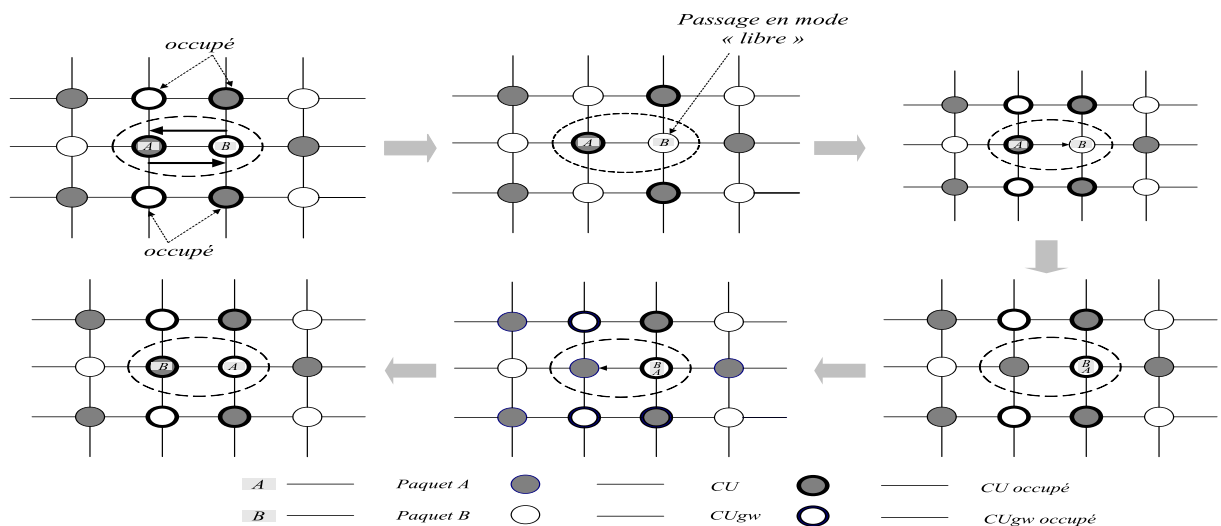 Passage en mode
« libre »
occupé
A B
A B
A B
occupé
B A
B
A
B
A
A Paquet A CU CU occupé
B Paquet B CUgw CUgw occupé